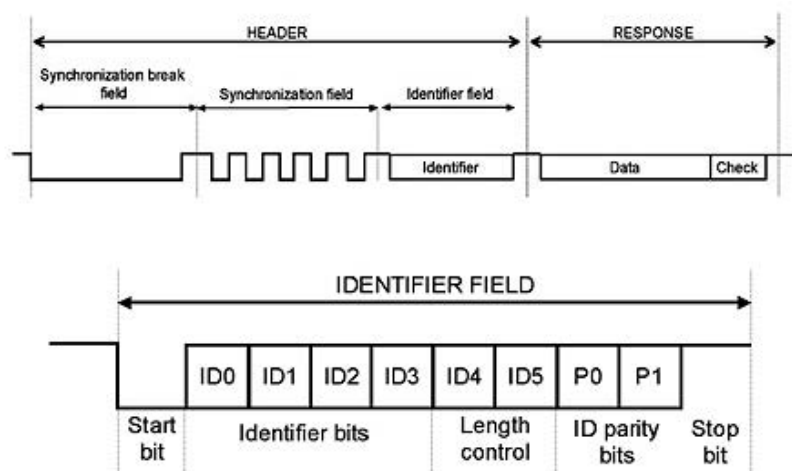 HEADER
RESPONSE
Synchronization break
field
Synchronization field
Identifier field
Identifier
Data
Check
IDENTIFIER FIELD
ID0
ID1
ID2
ID3
ID4
ID5
P0
P1
Start
bit
Identifier bits
Length
control
ID parity
bits
Stop
bit